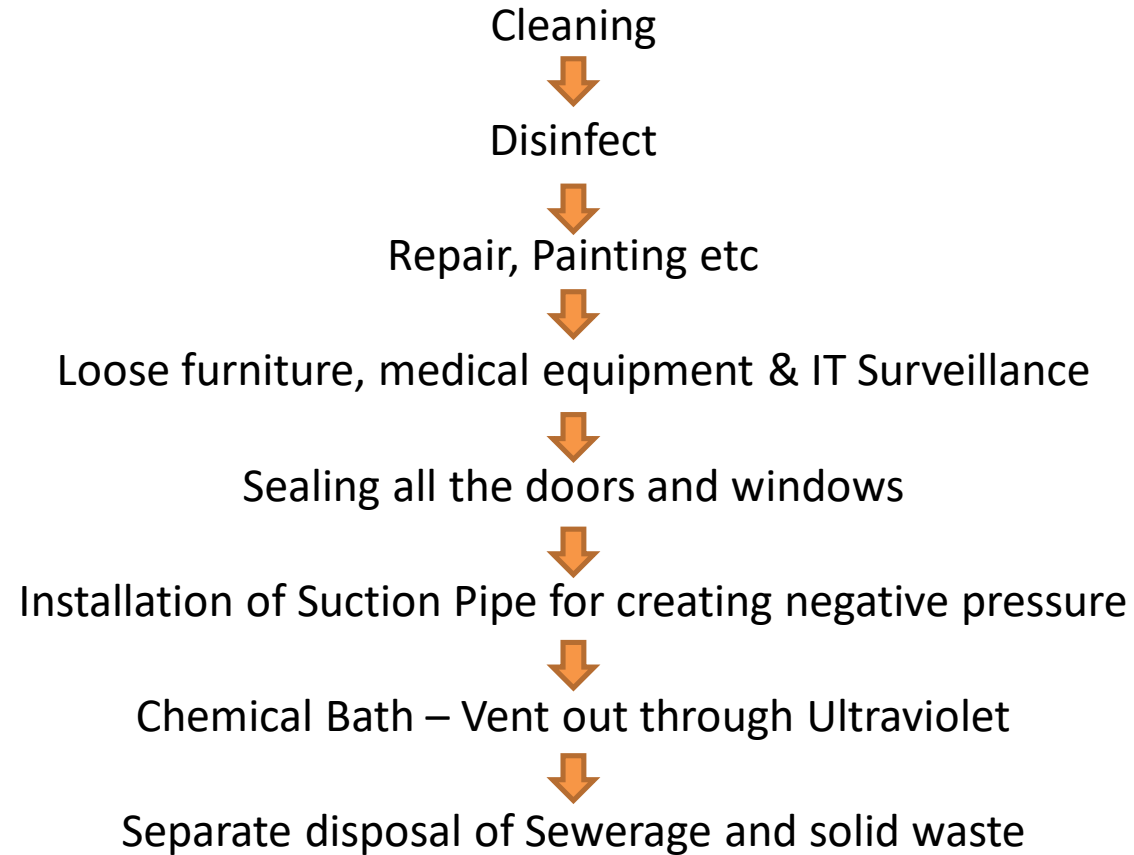 Cleaning
Disinfect
Repair, Painting etc
Loose furniture, medical equipment & IT Surveillance
Sealing all the doors and windows
Installation of Suction Pipe for creating negative pressure
Chemical Bath – Vent out through Ultraviolet
Separate disposal of Sewerage and solid waste